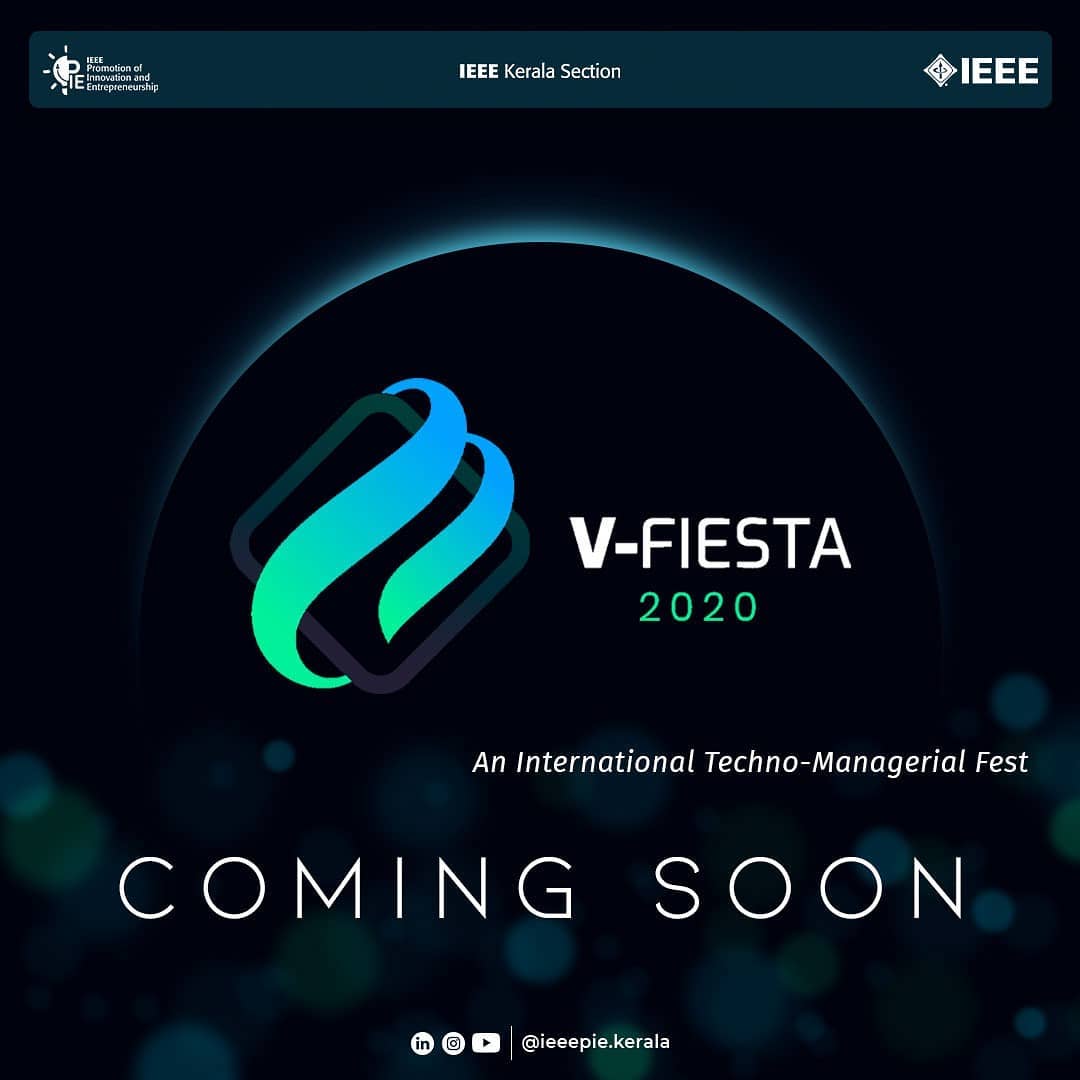 PIE
IEEE
Promotion of
Innovation and
Entrepreneurship
IEEE Kerala Section
IEEE
V-FIESTA
2020
An International Techno-Managerial Fest
COMING SOON
in
@ieeepie.kerala